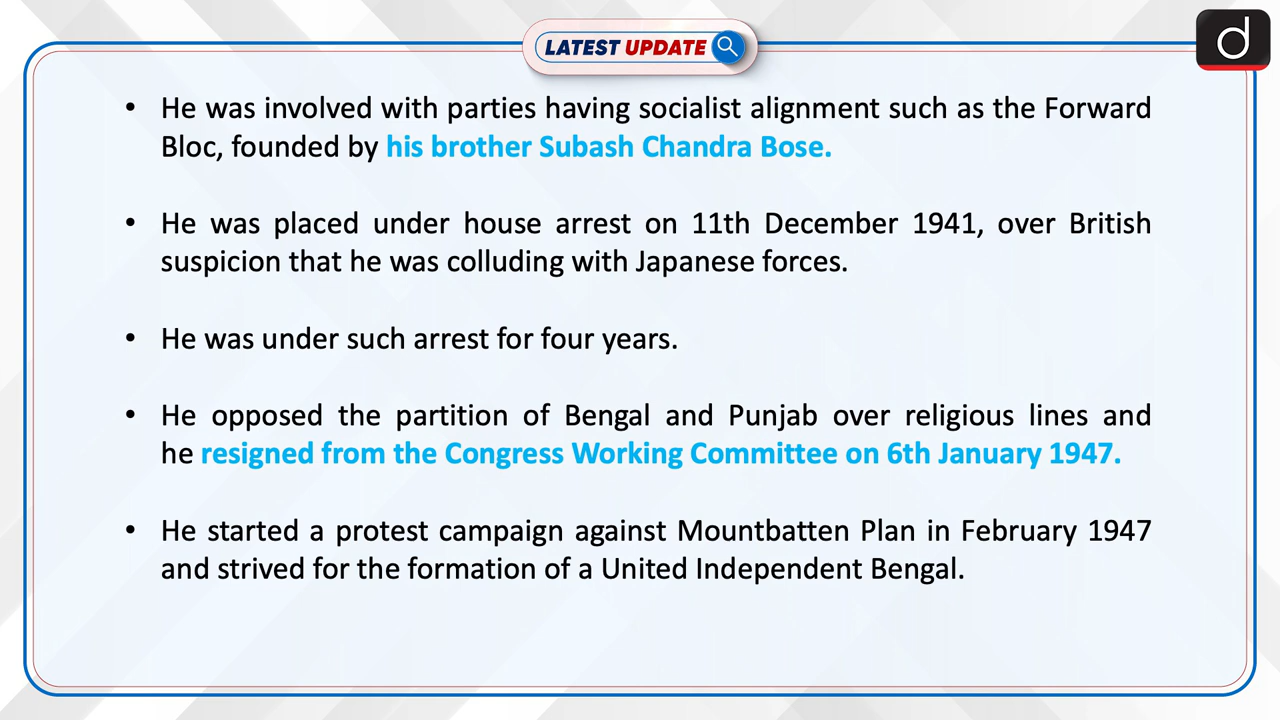 LATEST UPDATE
d
• He was involved with parties having socialist alignment such as the Forward
Bloc, founded by his brother Subash Chandra Bose.
• He was placed under house arrest on 11th December 1941, over British
suspicion that he was colluding with Japanese forces.
• He was under such arrest for four years.
• He opposed the partition of Bengal and Punjab over religious lines and
he resigned from the Congress Working Committee on 6th January 1947.
• He started a protest campaign against Mountbatten Plan in February 1947
and strived for the formation of a United Independent Bengal.